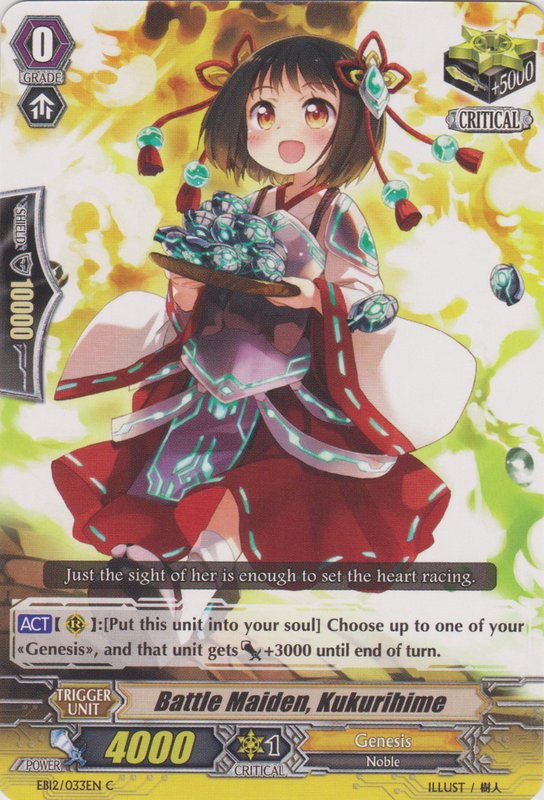 0
GRADE
+5000
CRITICAL
SHIELD
10000
Just the sight of her is enough to set the heart racing.
ACT【R】:[Put this unit into your soul] Choose up to one of your
«Genesis», and that unit gets +3000 until end of turn.
TRIGGER
UNIT
Battle Maiden, Kukurihime
POWER
4000
1
CRITICAL
Genesis
Noble
EB12/033EN C
ILLUST / 樹人